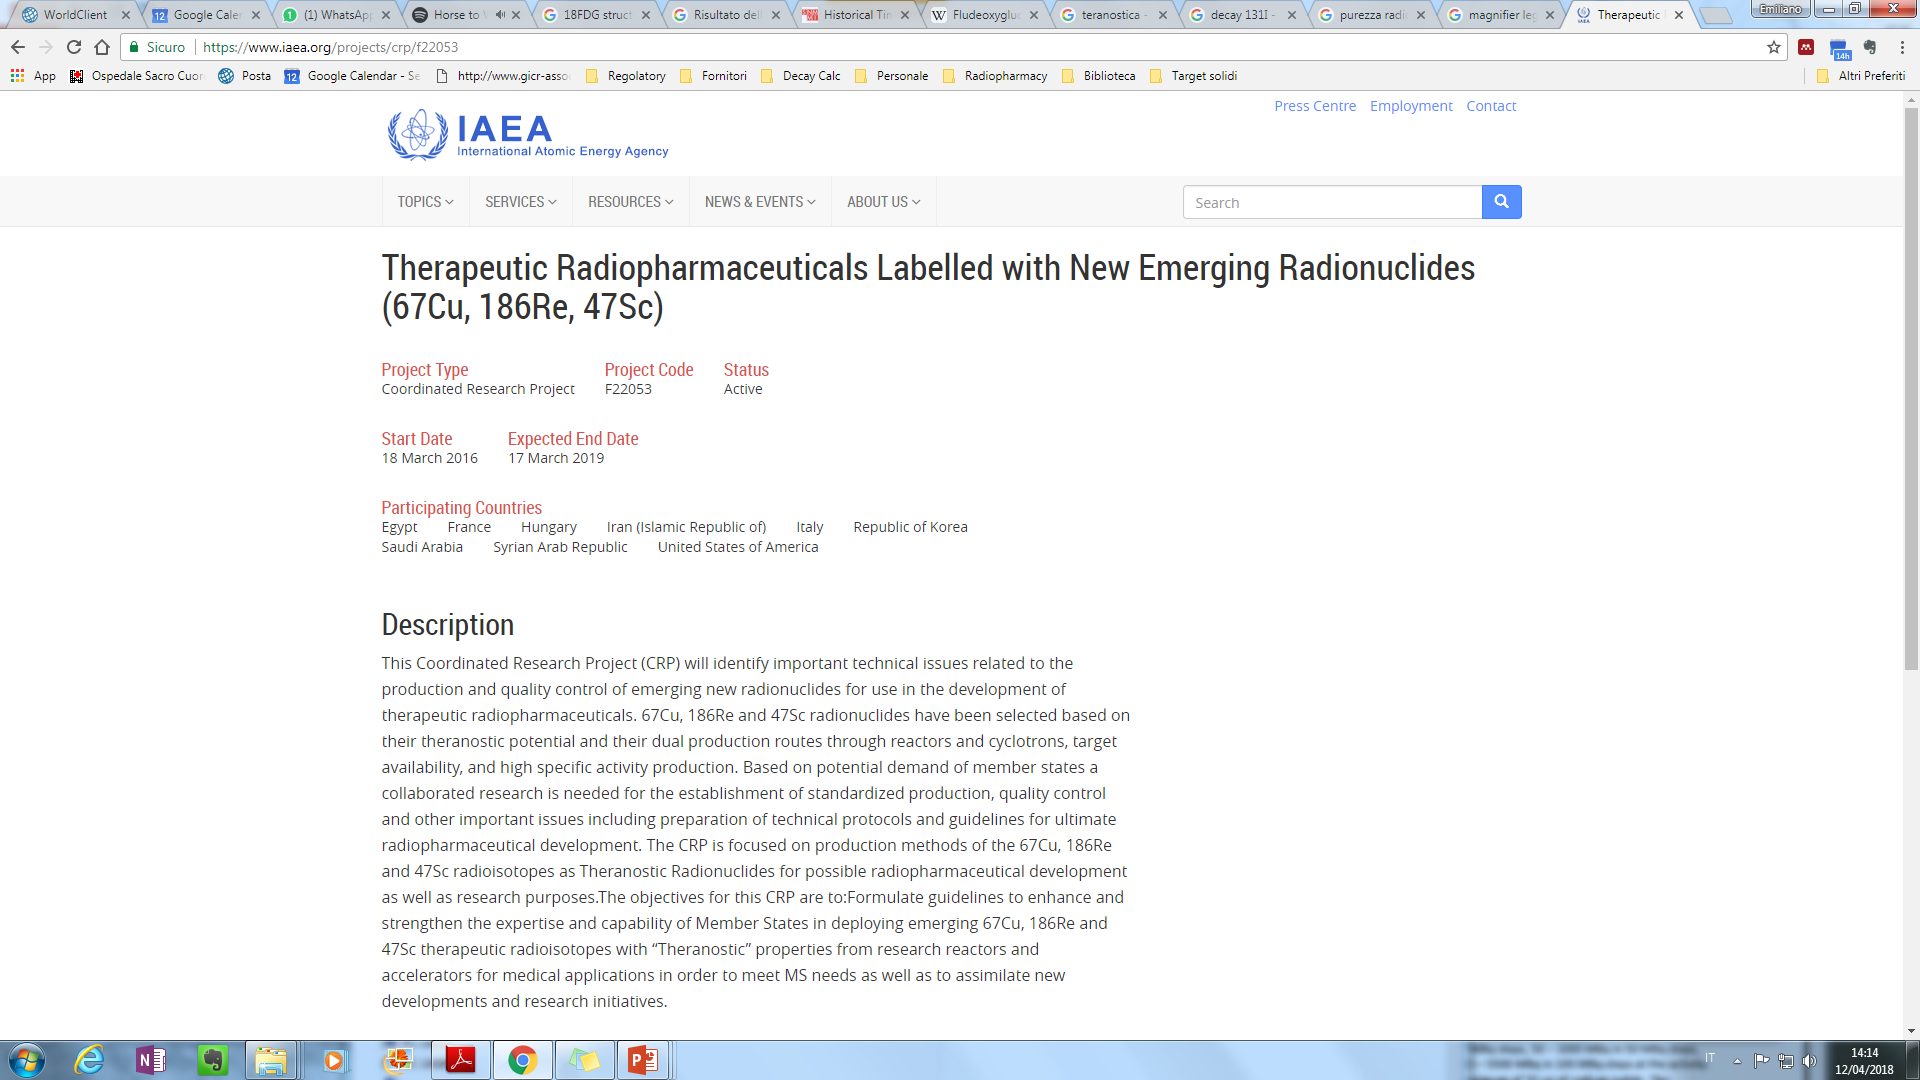 WorldClient
Google Caler
(1) WhatsApp
Horse to
18FDG struct
Risultato del
Historical Tin
Fludeoxyglu
teranostica -
decay 131I -
purezza radi
magnifier leg
Therapeutic
Emiliano
Sicuro
https://www.iaea.org/projects/crp/f22053
14h
App
Ospedale Sacro Cuor
Posta
Google Calendar - Se
http://www.gicr-asso
Regolatory
Fornitori
Decay Calc
Personale
Radiopharmacy
Biblioteca
Target solidi
Altri Preferiti
Press Centre Employment Contact
IAEA
International Atomic Energy Agency
TOPICS SERVICES RESOURCES NEWS & EVENTS ABOUT US
Search
Therapeutic Radiopharmaceuticals Labelled with New Emerging Radionuclides
(67Cu, 186Re, 47Sc)
Project Type Project Code Status
Coordinated Research Project F22053 Active
Start Date Expected End Date
18 March 2016 17 March 2019
Participating Countries
Egypt France Hungary Iran (Islamic Republic of) Italy Republic of Korea
Saudi Arabia Syrian Arab Republic United States of America
Description
This Coordinated Research Project (CRP) will identify important technical issues related to the
production and quality control of emerging new radionuclides for use in the development of
therapeutic radiopharmaceuticals. 67Cu, 186Re and 47Sc radionuclides have been selected based on
their theranostic potential and their dual production routes through reactors and cyclotrons, target
availability, and high specific activity production. Based on potential demand of member states a
collaborated research is needed for the establishment of standardized production, quality control
and other important issues including preparation of technical protocols and guidelines for ultimate
radiopharmaceutical development. The CRP is focused on production methods of the 67Cu, 186Re
and 47Sc radioisotopes as Theranostic Radionuclides for possible radiopharmaceutical development
as well as research purposes.The objectives for this CRP are to:Formulate guidelines to enhance and
strengthen the expertise and capability of Member States in deploying emerging 67Cu, 186Re and
47Sc therapeutic radioisotopes with “Theranostic” properties from research reactors and
accelerators for medical applications in order to meet MS needs as well as to assimilate new
developments and research initiatives.
IT
14:14
12/04/2018